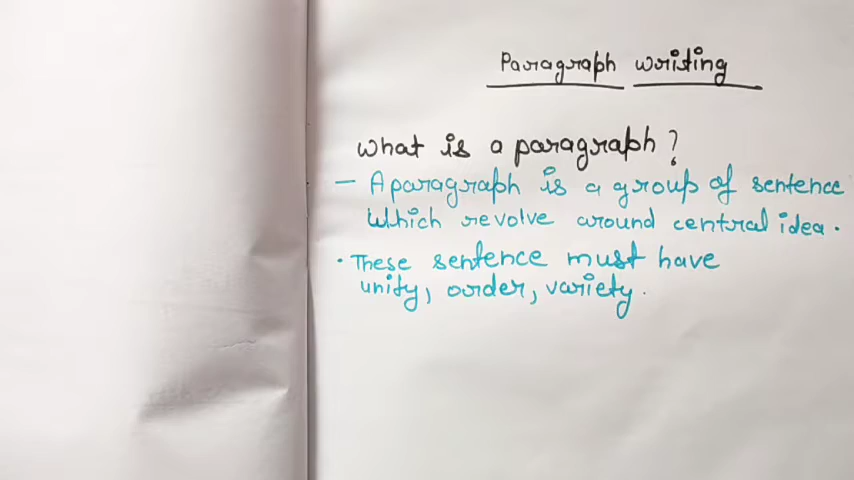 Paragraph writing
What is a paragraph?
- A paragraph is a group of sentence
which revolve around central idea.
• These sentence must have
unity, order, variety.